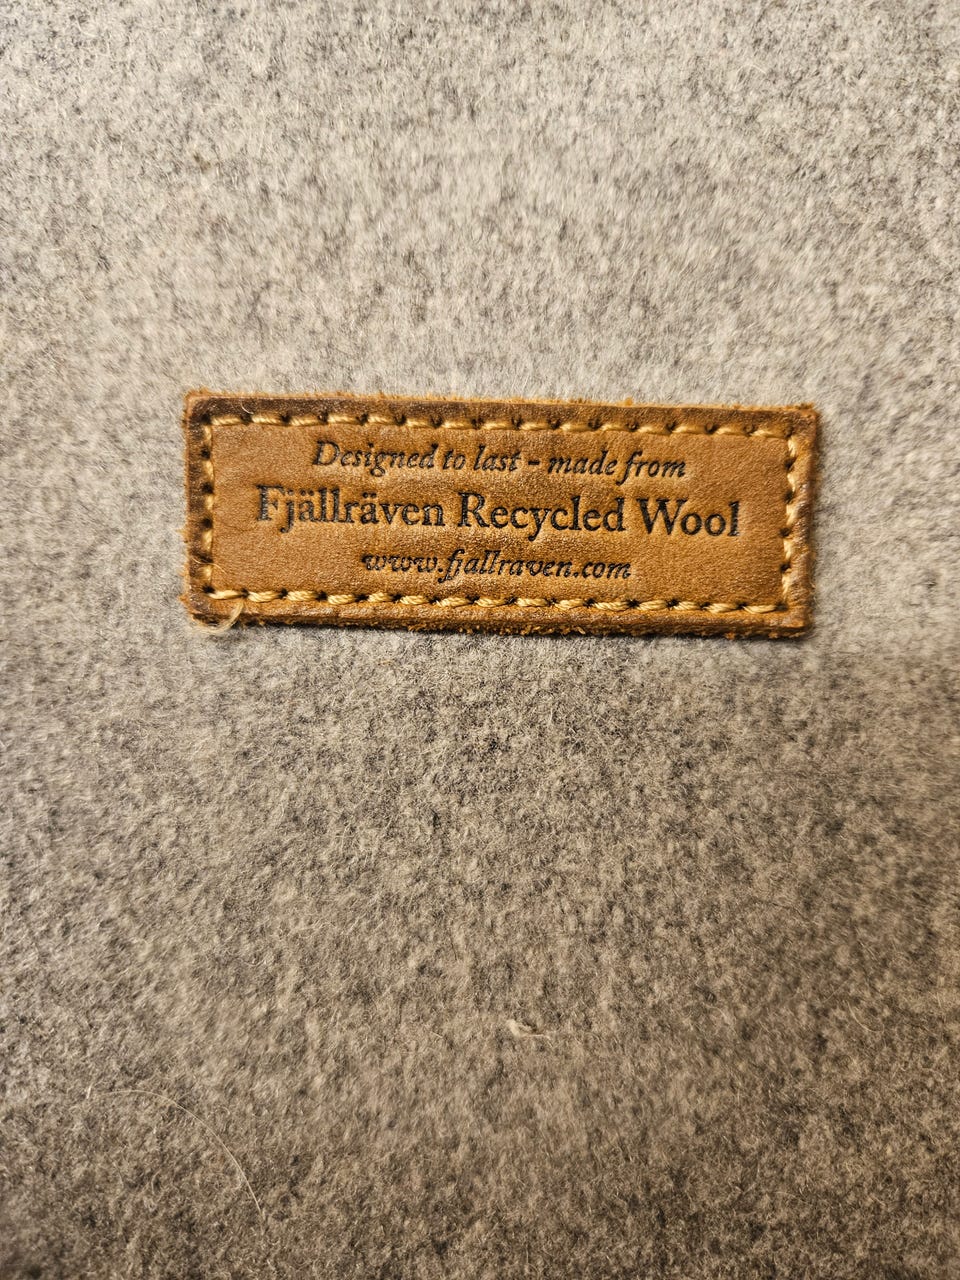 Designed to last - made from
Fjällräven Recycled Wool
www.fjallraven.com